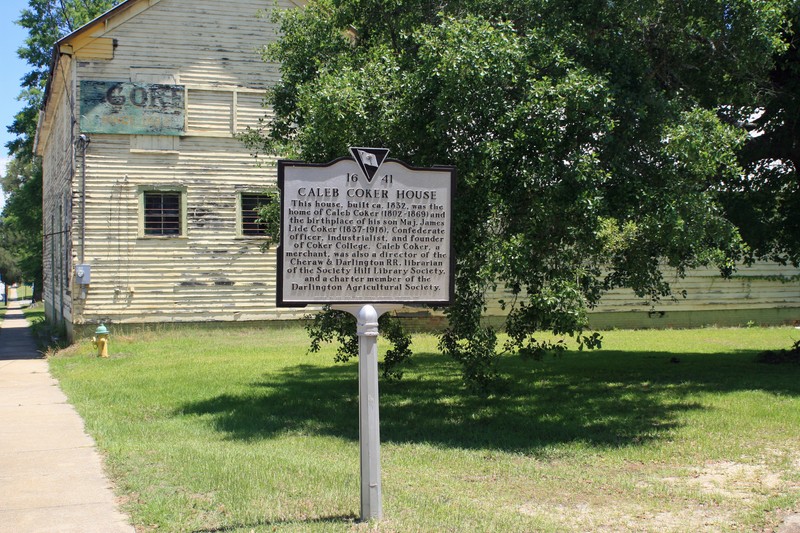 COKE
16 41
CALEB COKER HOUSE
This house, built ca. 1832, was the
home of Caleb Coker (1802-1869) and
the birthplace of his son Maj. James
Lide Coker (1837-1918), Confederate
officer, industrialist, and founder
of Coker College. Caleb Coker, a
merchant, was also a director of the
Cheraw & Darlington RR, librarian
of the Society Hill Library Society,
and a charter member of the
Darlington Agricultural Society.